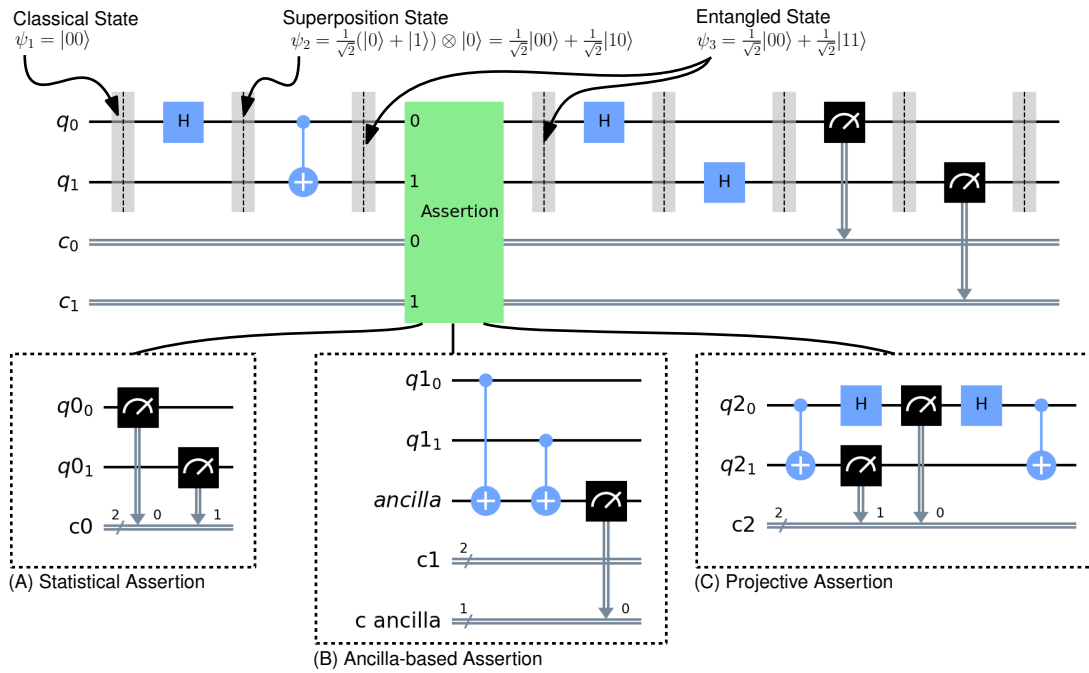 Classical State
Superposition State
Entangled State
ψ₁ = |00⟩
ψ₂ = 1/√2(|0⟩ + |1⟩) ⊗ |0⟩ = 1/√2|00⟩ + 1/√2|10⟩
ψ₃ = 1/√2|00⟩ + 1/√2|11⟩
q₀ H 0 H
q₁ 1 H
Assertion
c₀ 0
c₁ 1
q0₀
q0₁
c0 2 0 1
(A) Statistical Assertion
q1₀
q1₁
ancilla
c1 2
c ancilla 1 0
(B) Ancilla-based Assertion
q2₀ H H
q2₁
c2 2 1 0
(C) Projective Assertion